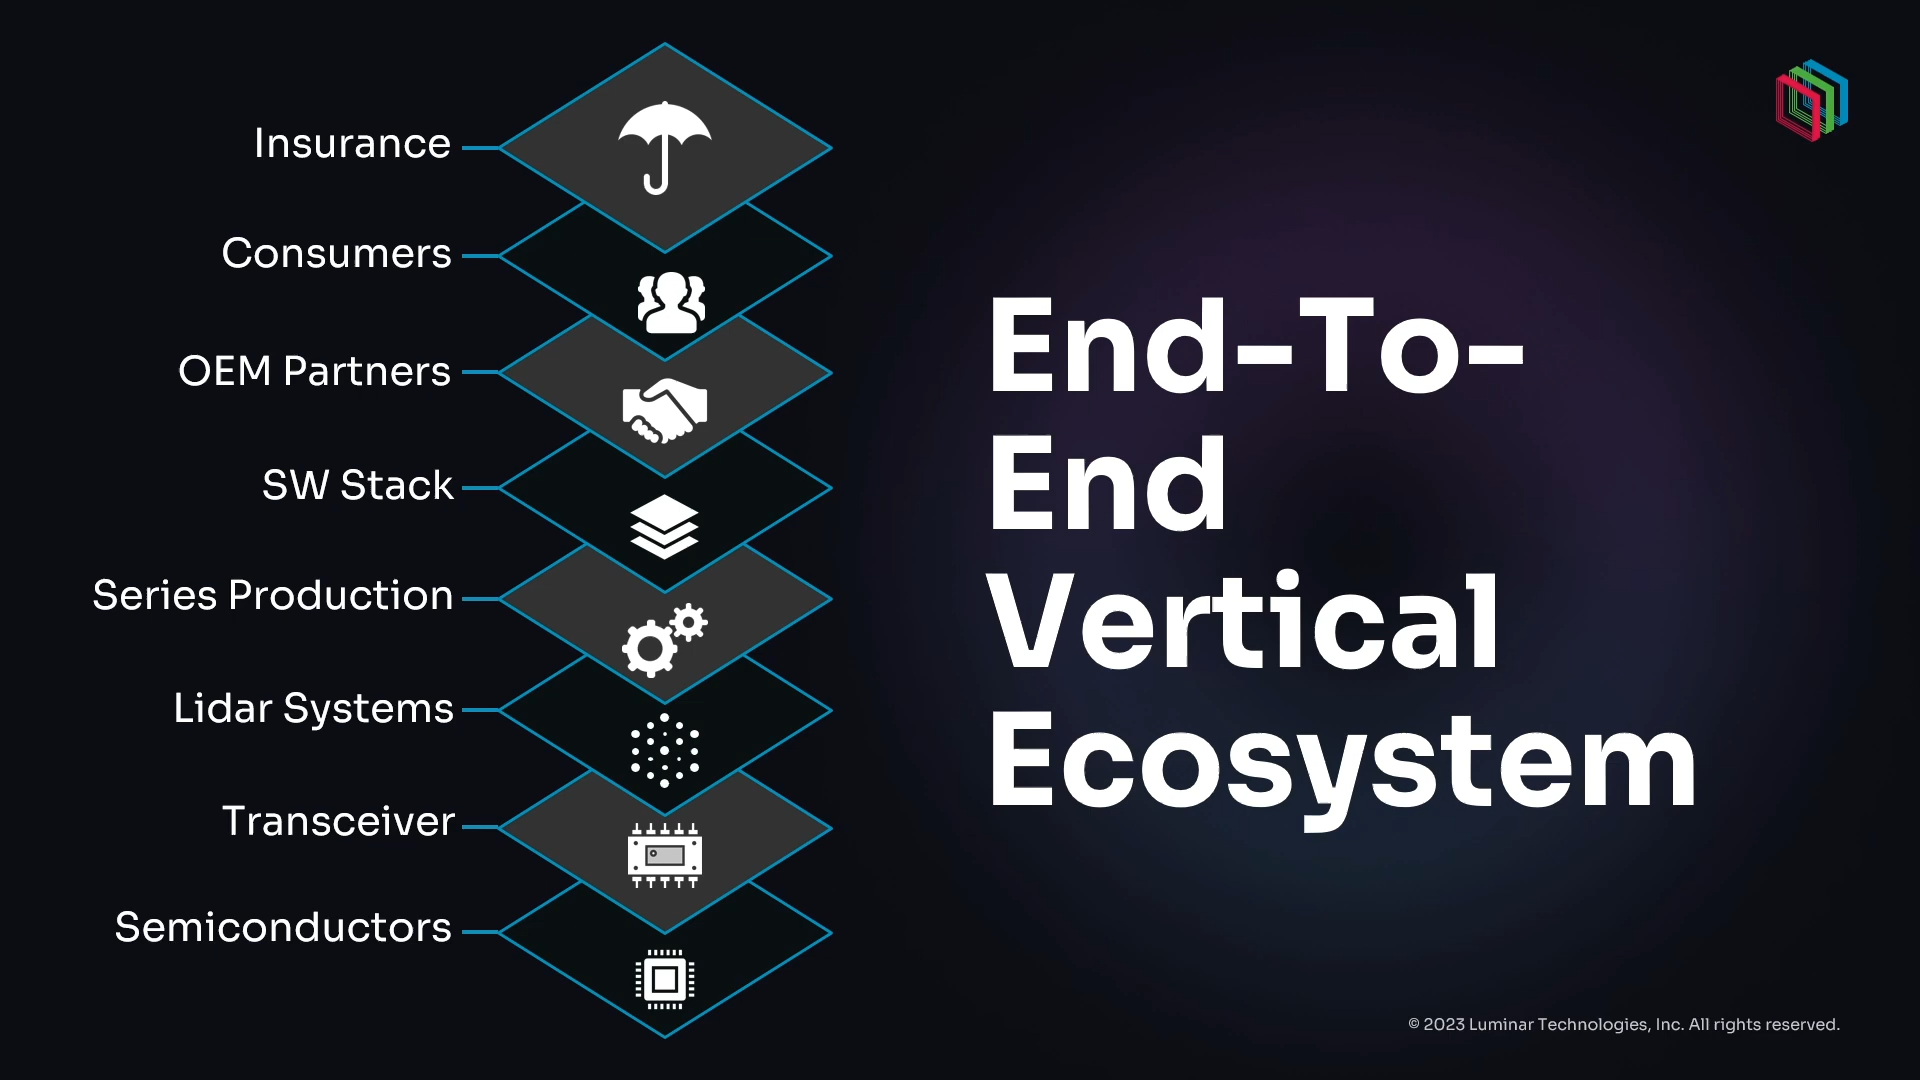 Insurance
Consumers
OEM Partners
SW Stack
Series Production
Lidar Systems
Transceiver
Semiconductors
End-To-
End
Vertical
Ecosystem
© 2023 Luminar Technologies, Inc. All rights reserved.